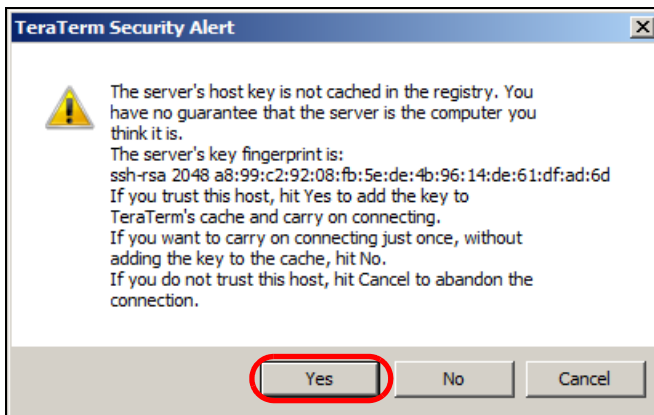 TeraTerm Security Alert
The server's host key is not cached in the registry. You
have no guarantee that the server is the computer you
think it is.
The server's key fingerprint is:
ssh-rsa 2048 a8:99:c2:92:08:fb:5e:de:4b:96:14:de:61:df:ad:6d
If you trust this host, hit Yes to add the key to
TeraTerm's cache and carry on connecting.
If you want to carry on connecting just once, without
adding the key to the cache, hit No.
If you do not trust this host, hit Cancel to abandon the
connection.
Yes No Cancel